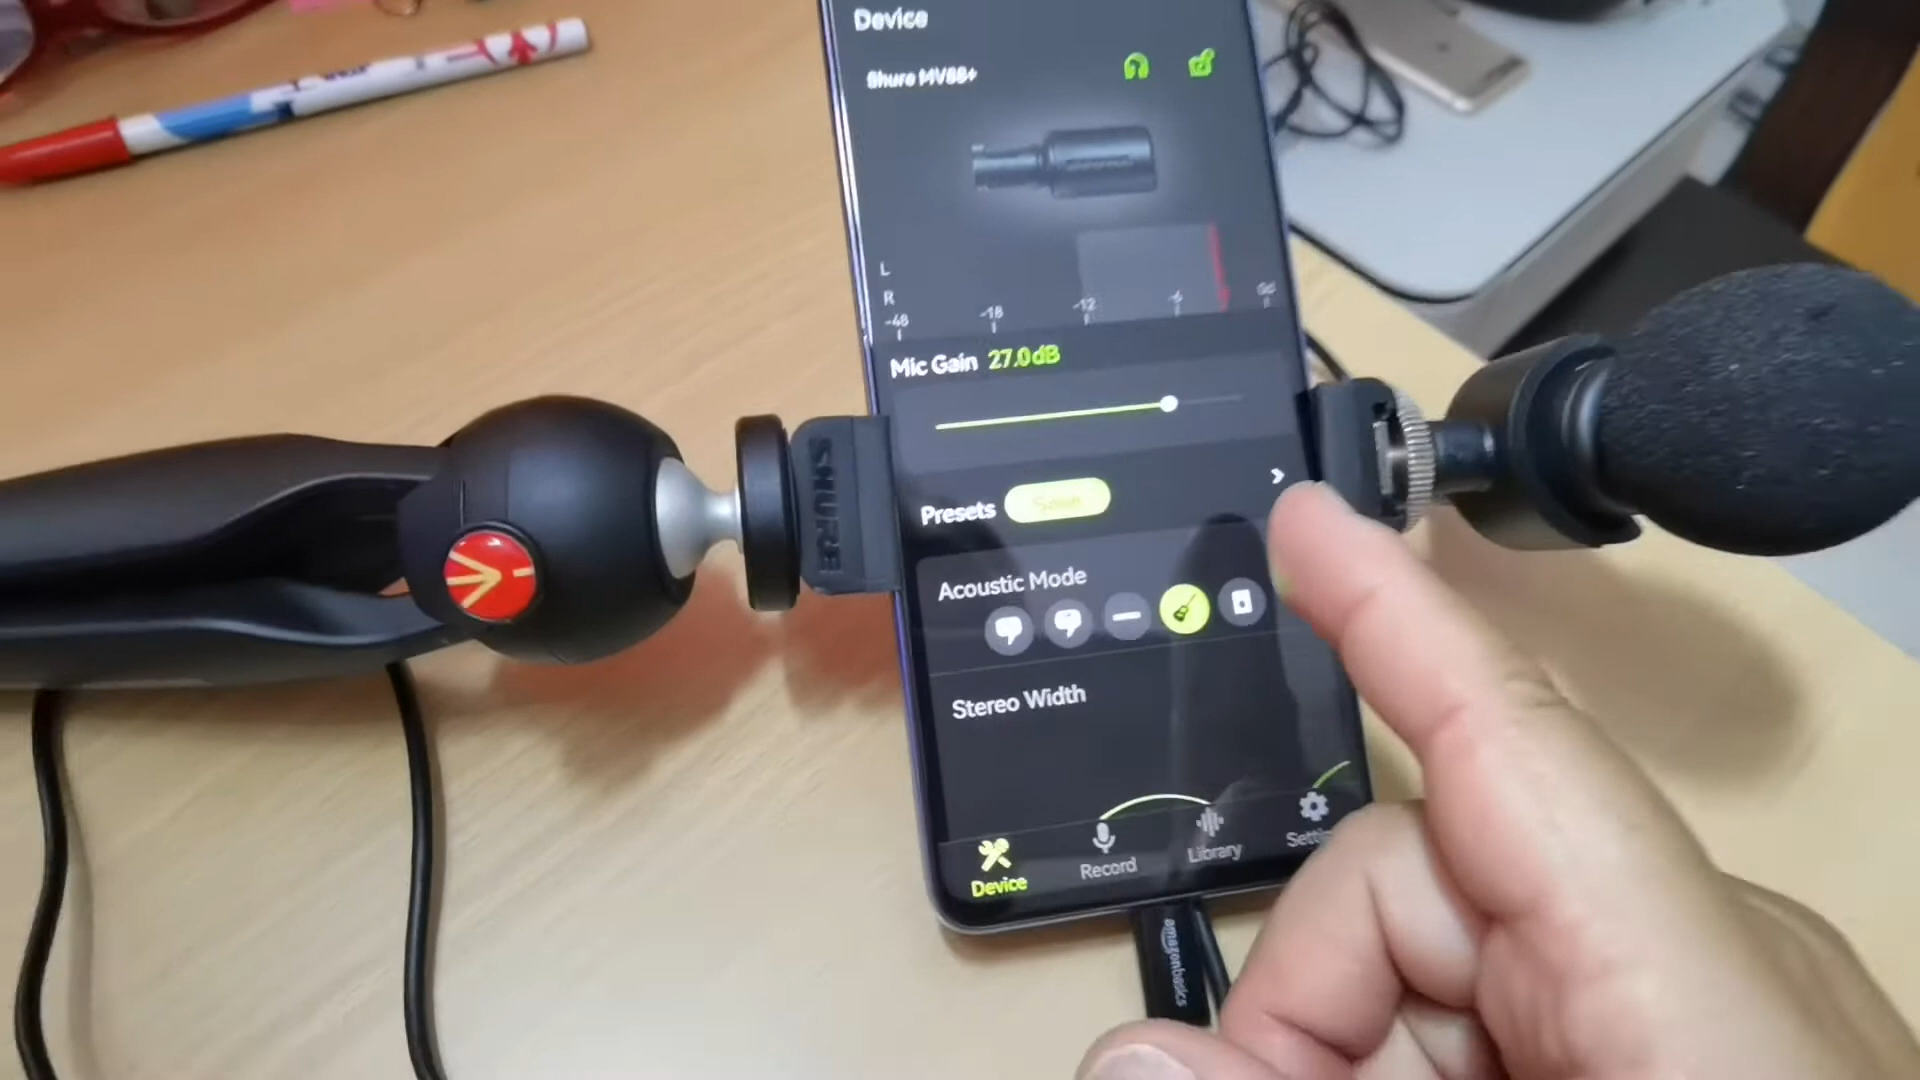 Device
Shure MV88+
L
R
-48
-18
-12
-6
Mic Gain 27.0dB
Presets Save
Acoustic Mode
Stereo Width
Device
Record
Library
SHURE
amazonbasics